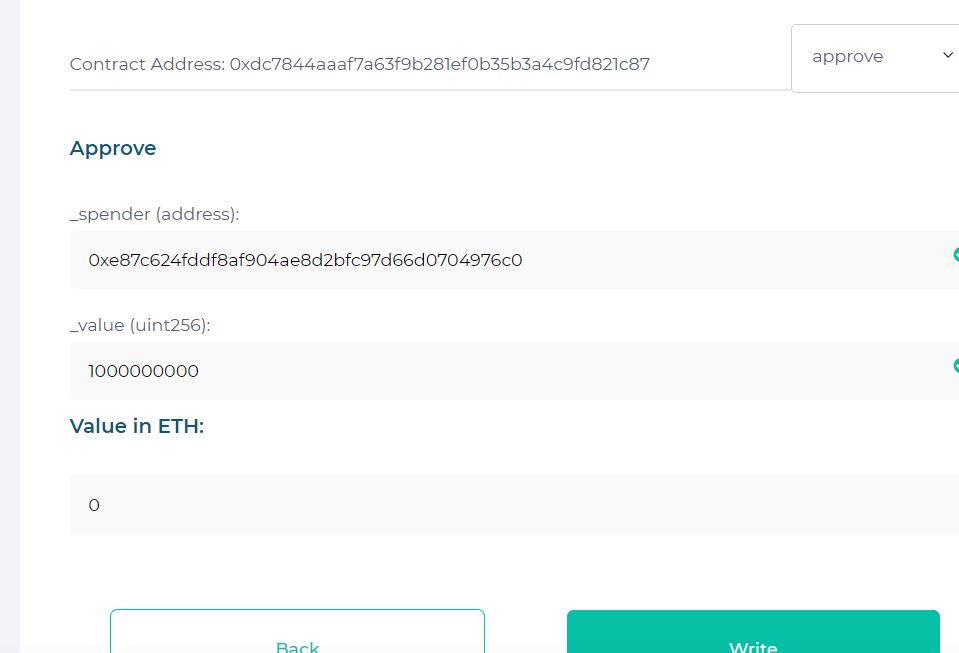 Contract Address: 0xdc7844aaaf7a63f9b281ef0b35b3a4c9fd821c87
approve
Approve
_spender (address):
0xe87c624fddf8af904ae8d2bfc97d66d0704976c0
_value (uint256):
1000000000
Value in ETH:
0
Back
Write